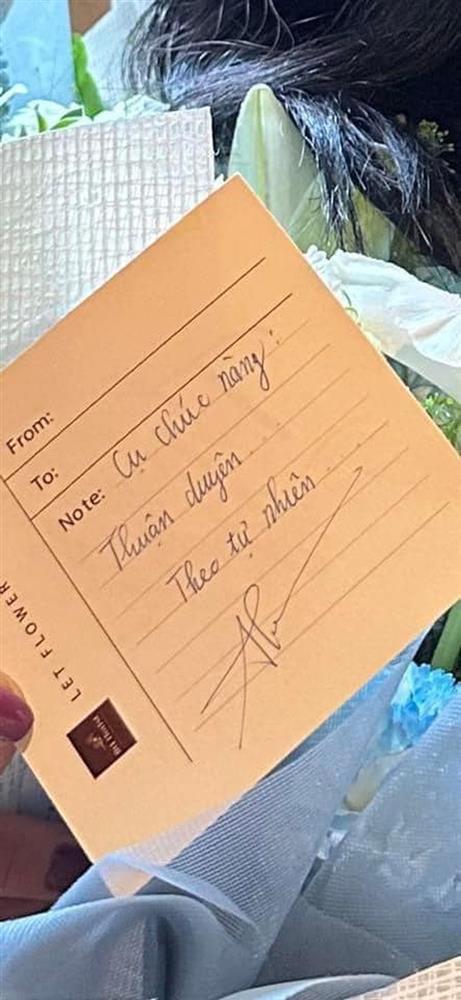 From:
To:
Note: Cụ chúc nàng:
Thuận duyên...
Theo tự nhiên....
LET FLOWER